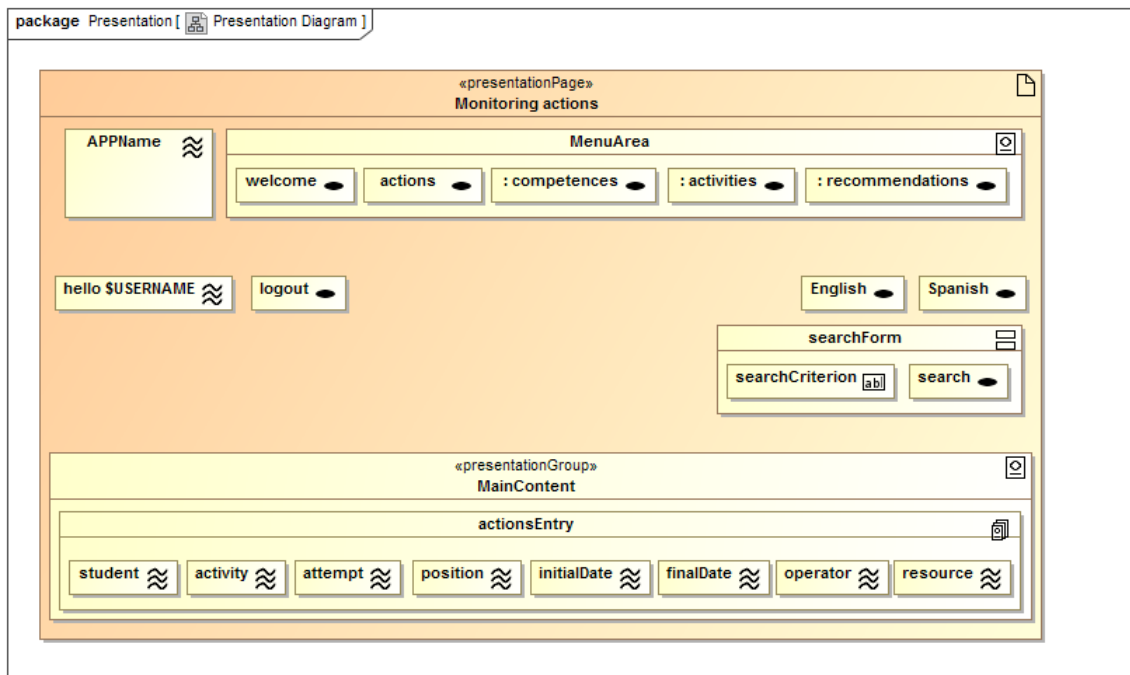 package Presentation [ Presentation Diagram ]
«presentationPage»
Monitoring actions
APPName
MenuArea
welcome actions : competences : activities : recommendations
hello $USERNAME logout English Spanish
searchForm
searchCriterion abl search
«presentationGroup»
MainContent
actionsEntry
student activity attempt position initialDate finalDate operator resource